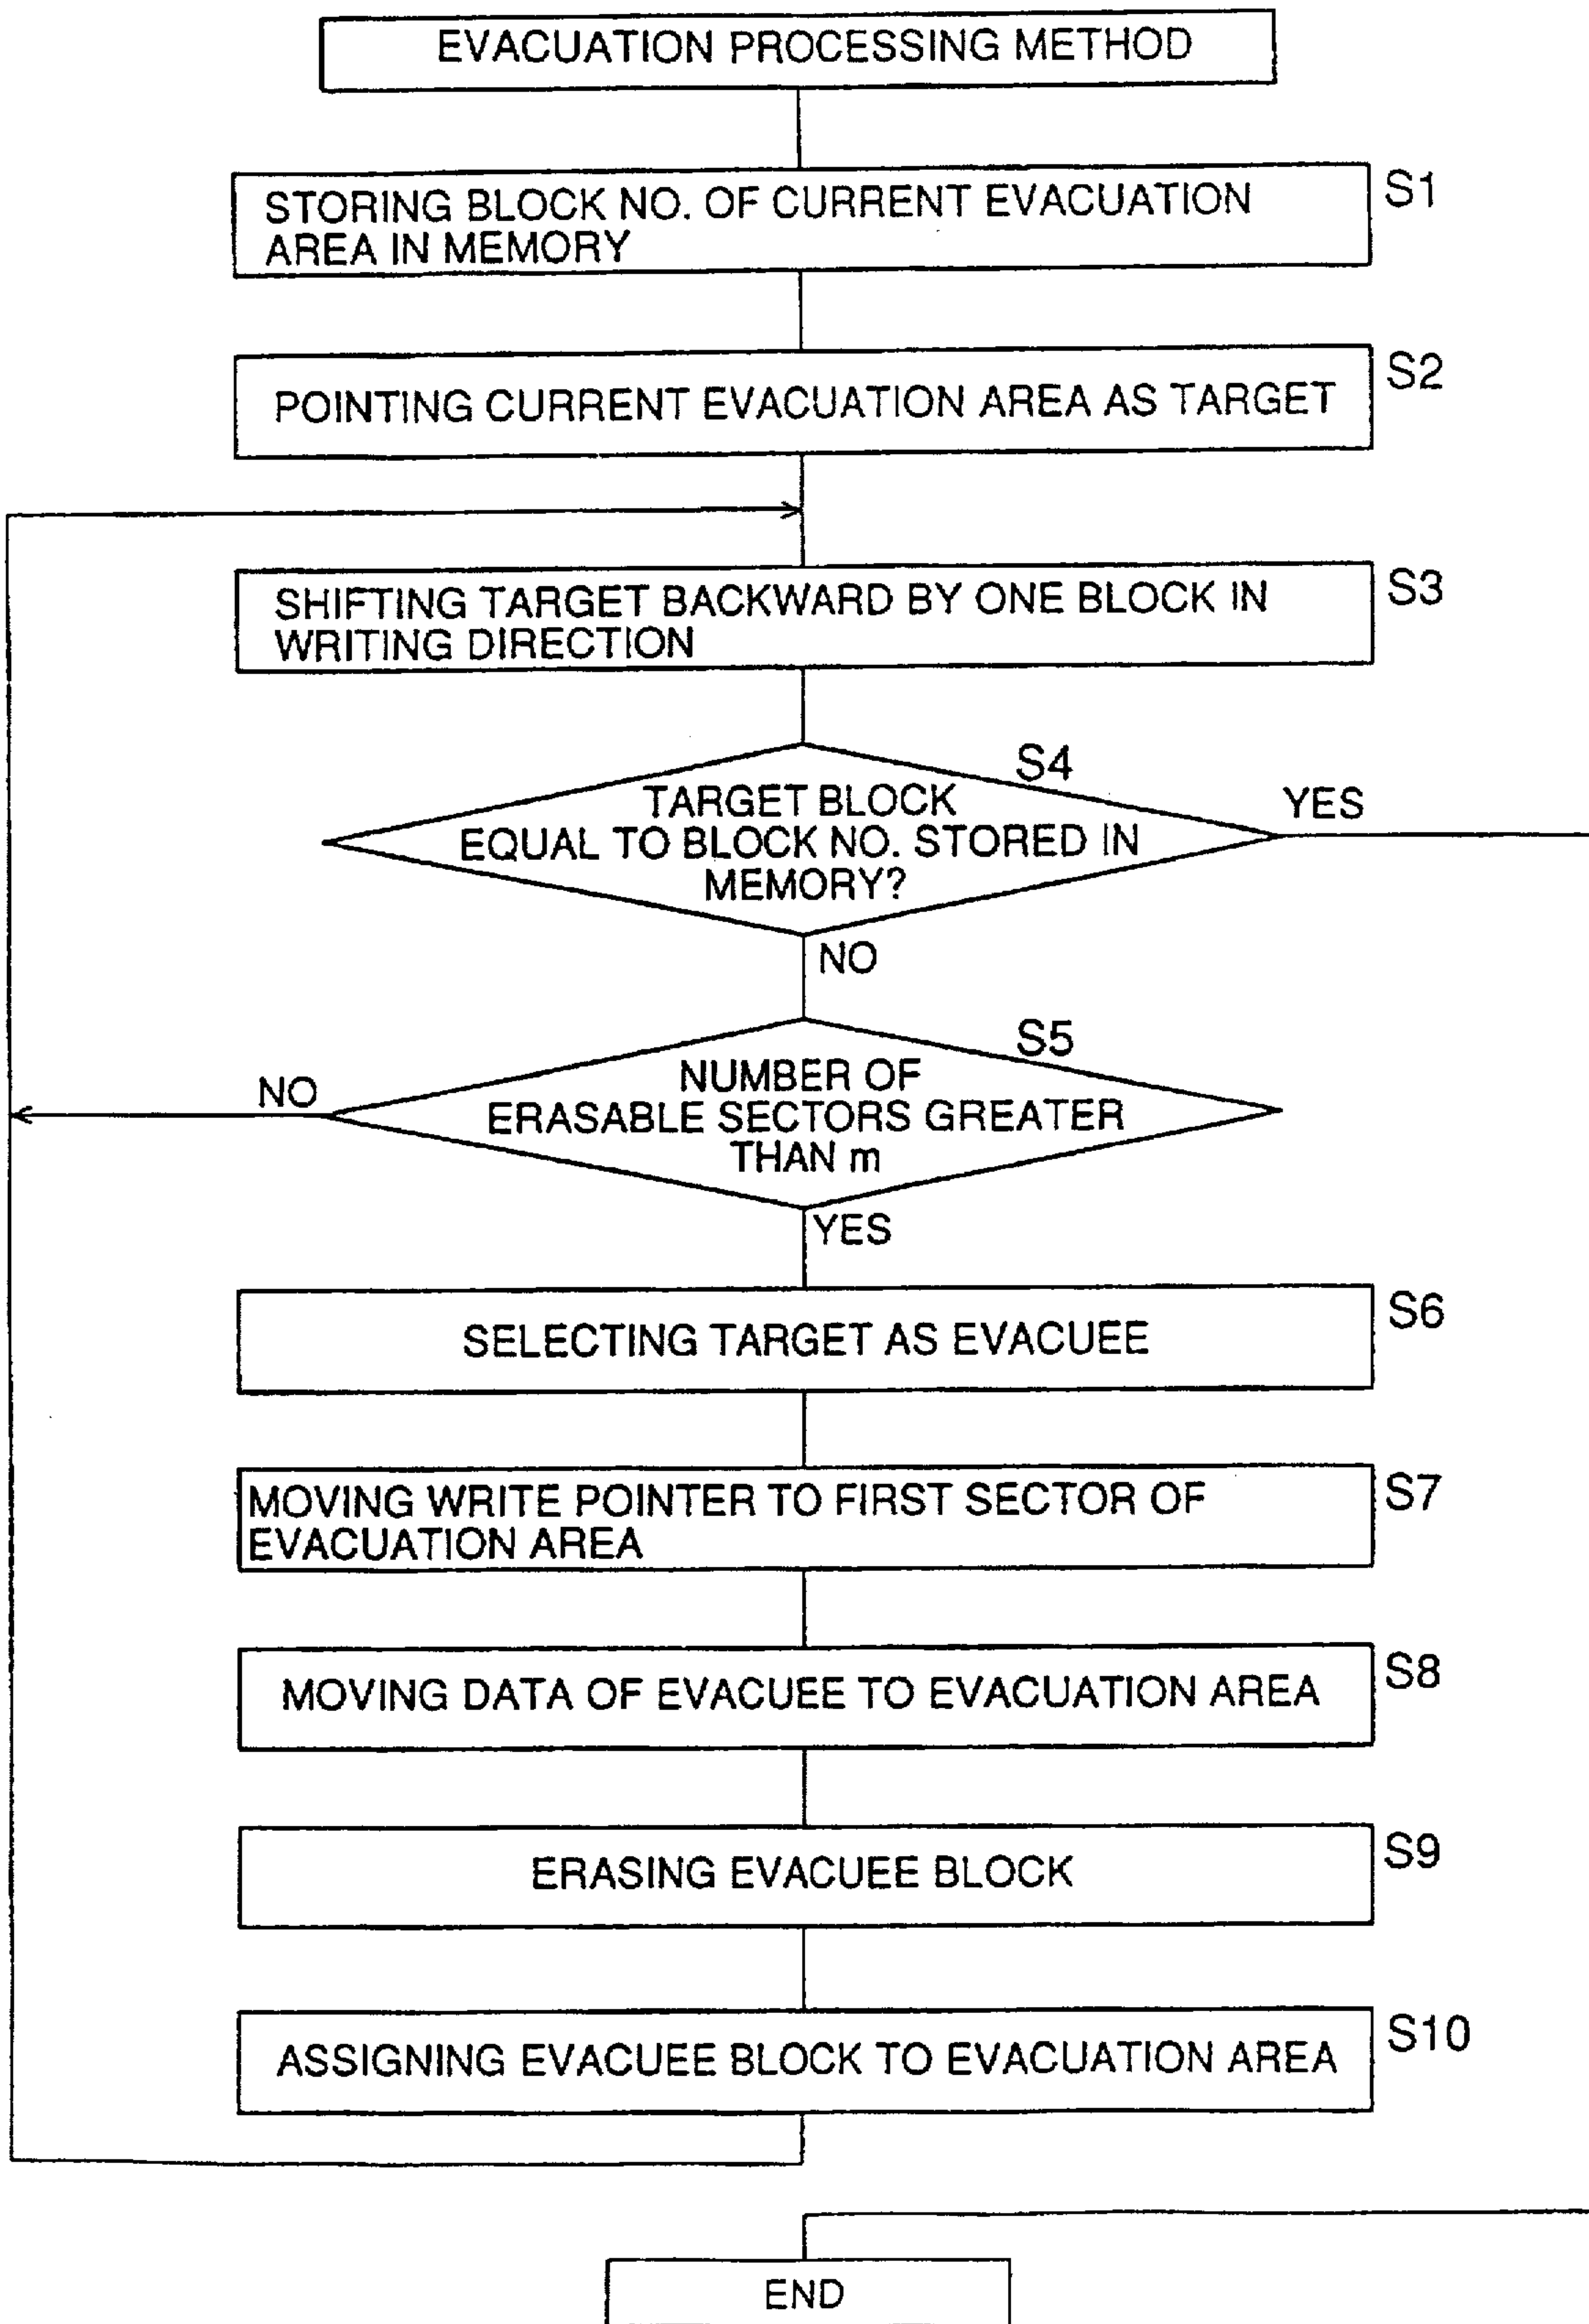 EVACUATION PROCESSING METHOD
STORING BLOCK NO. OF CURRENT EVACUATION
AREA IN MEMORY
S1
POINTING CURRENT EVACUATION AREA AS TARGET
S2
SHIFTING TARGET BACKWARD BY ONE BLOCK IN
WRITING DIRECTION
S3
S4
TARGET BLOCK
EQUAL TO BLOCK NO. STORED IN
MEMORY?
YES
NO
S5
NUMBER OF
ERASABLE SECTORS GREATER
THAN m
NO
YES
SELECTING TARGET AS EVACUEE
S6
MOVING WRITE POINTER TO FIRST SECTOR OF
EVACUATION AREA
S7
MOVING DATA OF EVACUEE TO EVACUATION AREA
S8
ERASING EVACUEE BLOCK
S9
ASSIGNING EVACUEE BLOCK TO EVACUATION AREA
S10
END